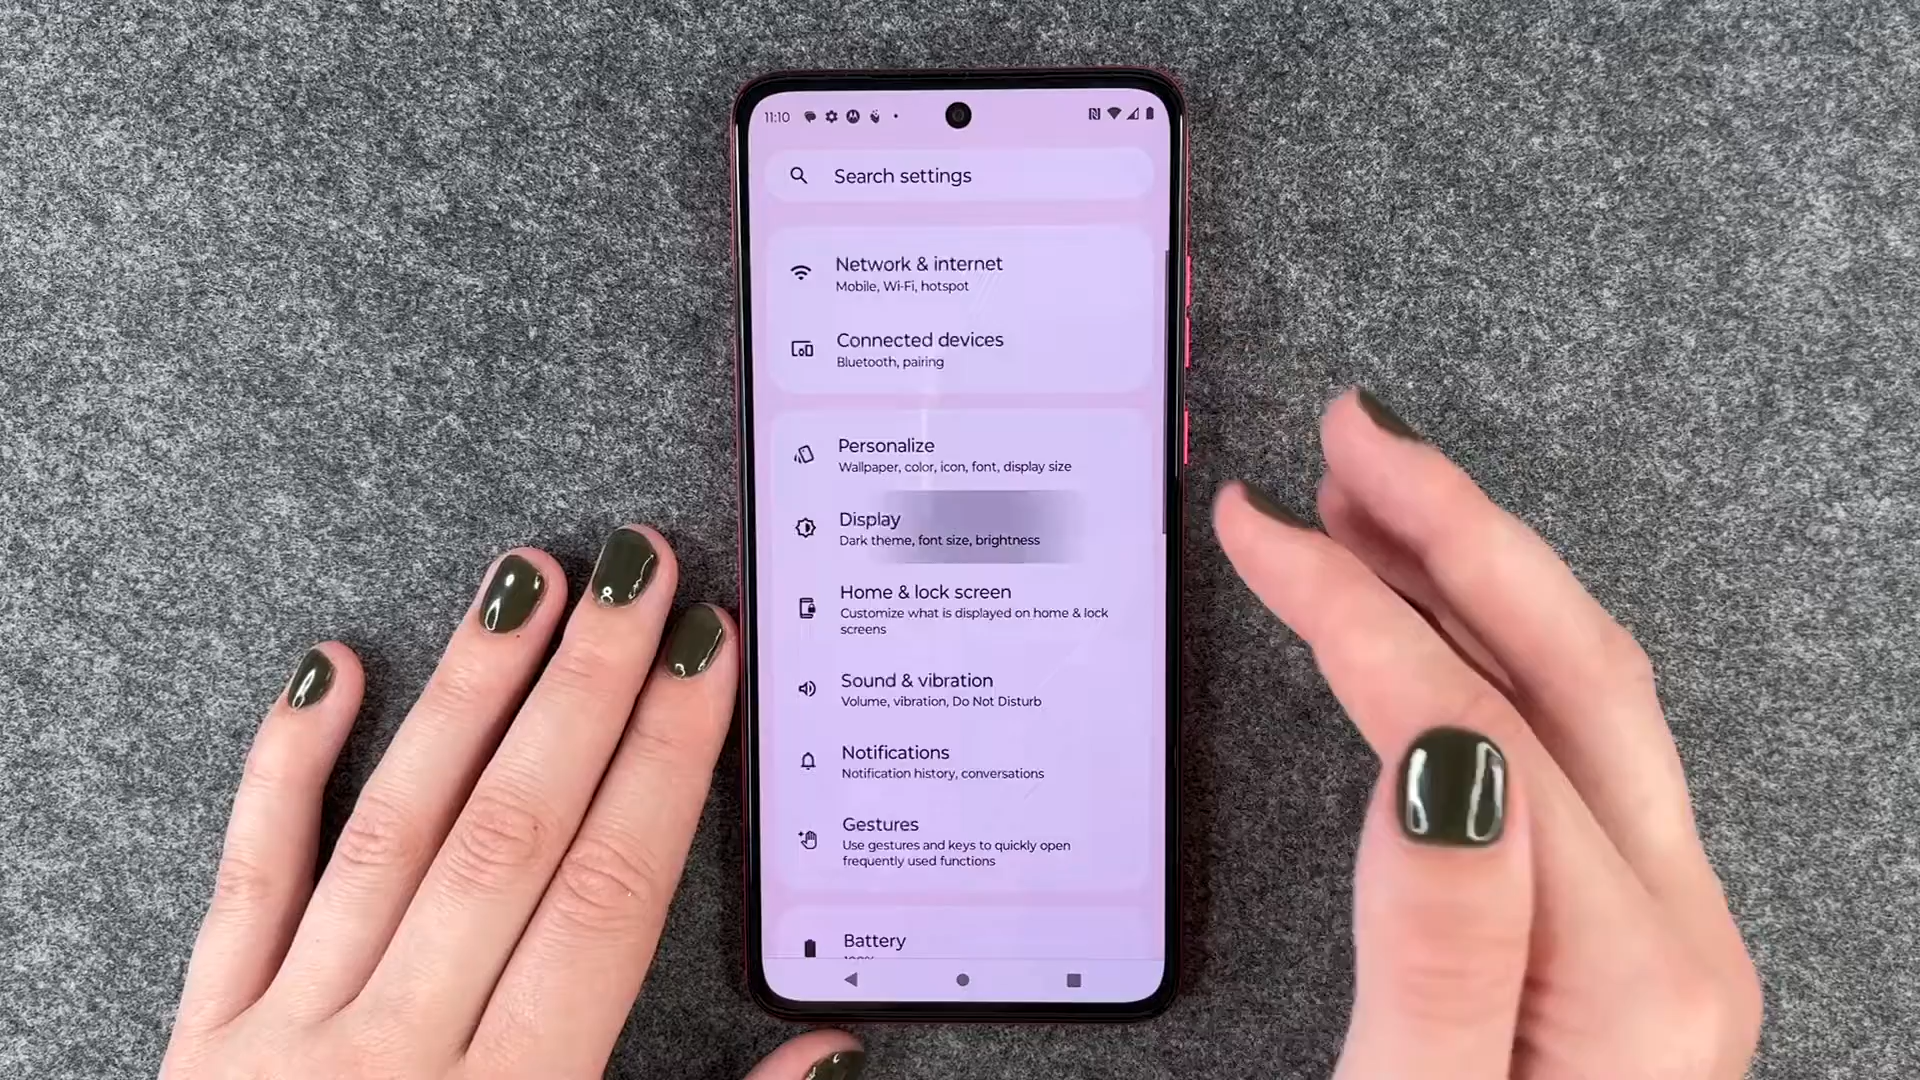 11:10
Search settings
Network & internet
Mobile, Wi-Fi, hotspot
Connected devices
Bluetooth, pairing
Personalize
Wallpaper, color, icon, font, display size
Display
Dark theme, font size, brightness
Home & lock screen
Customize what is displayed on home & lock
screens
Sound & vibration
Volume, vibration, Do Not Disturb
Notifications
Notification history, conversations
Gestures
Use gestures and keys to quickly open
frequently used functions
Battery